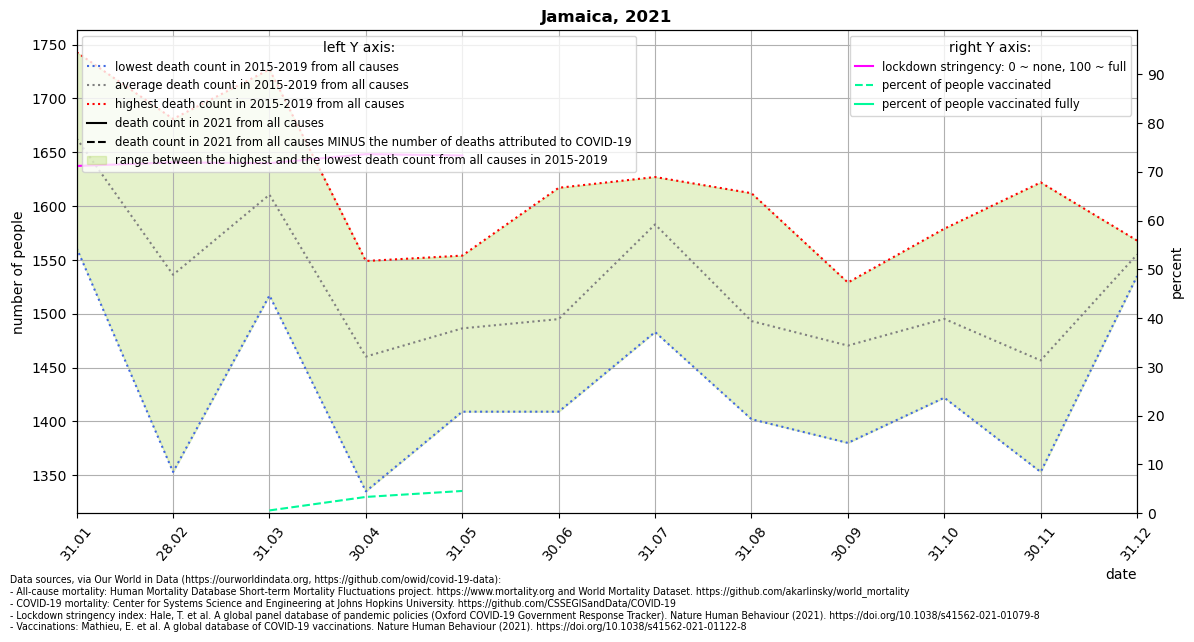 Jamaica, 2021
left Y axis:
lowest death count in 2015-2019 from all causes
average death count in 2015-2019 from all causes
highest death count in 2015-2019 from all causes
death count in 2021 from all causes
death count in 2021 from all causes MINUS the number of deaths attributed to COVID-19
range between the highest and the lowest death count from all causes in 2015-2019
right Y axis:
lockdown stringency: 0 ~ none, 100 ~ full
percent of people vaccinated
percent of people vaccinated fully
number of people
1750
1700
1650
1600
1550
1500
1450
1400
1350
percent
90
80
70
60
50
40
30
20
10
0
31.01
28.02
31.03
30.04
31.05
30.06
31.07
31.08
30.09
31.10
30.11
31.12
date
Data sources, via Our World in Data (https://ourworldindata.org, https://github.com/owid/covid-19-data):
- All-cause mortality: Human Mortality Database Short-term Mortality Fluctuations project. https://www.mortality.org and World Mortality Dataset. https://github.com/akarlinsky/world_mortality
- COVID-19 mortality: Center for Systems Science and Engineering at Johns Hopkins University. https://github.com/CSSEGISandData/COVID-19
- Lockdown stringency index: Hale, T. et al. A global panel database of pandemic policies (Oxford COVID-19 Government Response Tracker). Nature Human Behaviour (2021). https://doi.org/10.1038/s41562-021-01079-8
- Vaccinations: Mathieu, E. et al. A global database of COVID-19 vaccinations. Nature Human Behaviour (2021). https://doi.org/10.1038/s41562-021-01122-8